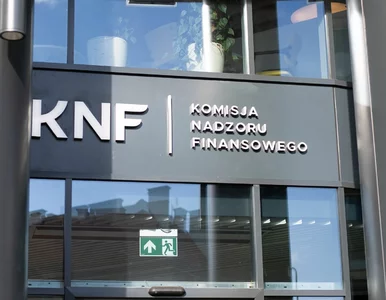 KNF
KOMISJA
NADZORU
FINANSOWEGO